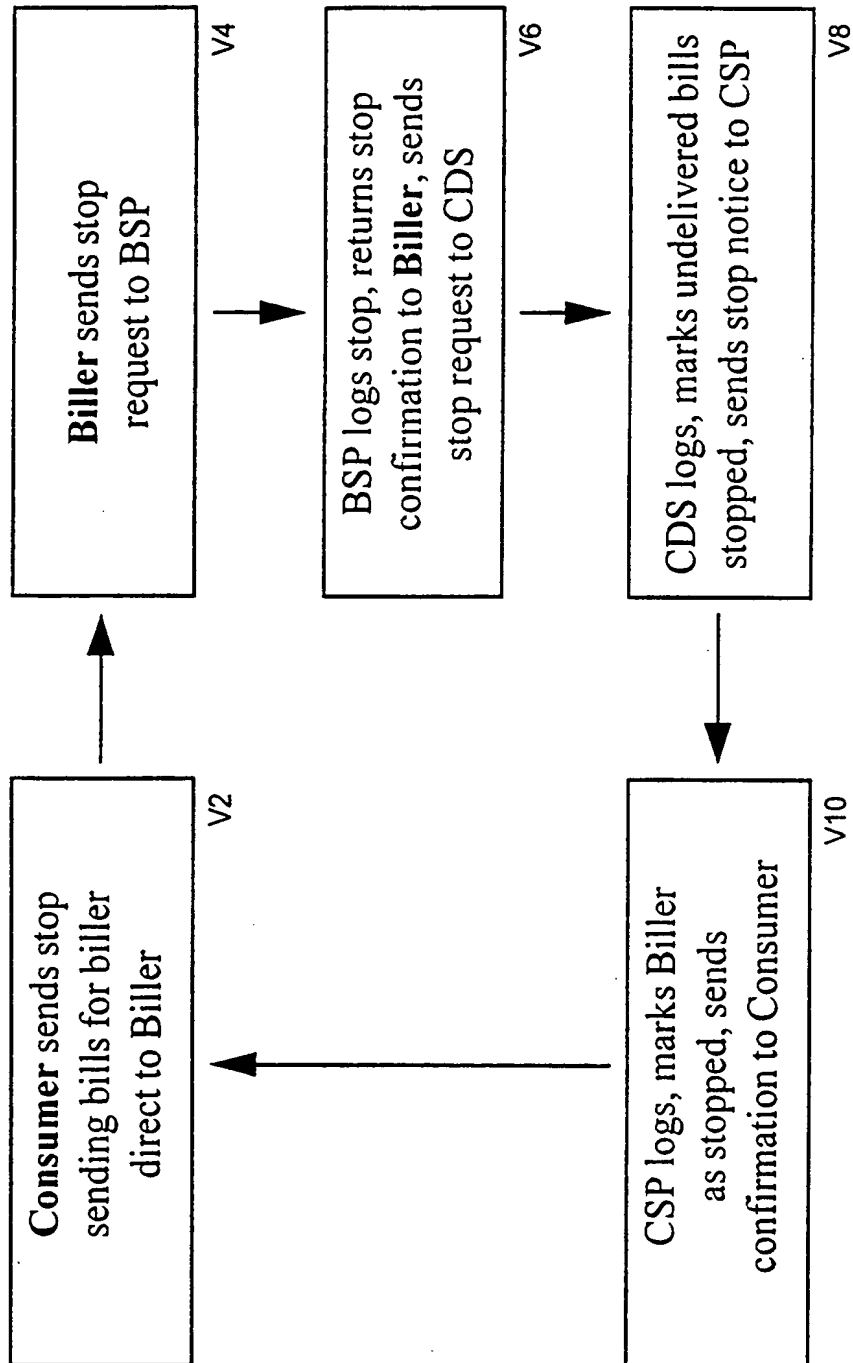 Consumer sends stop
sending bills for biller
direct to Biller
V2
Biller sends stop
request to BSP
V4
BSP logs stop, returns stop
confirmation to Biller, sends
stop request to CDS
V6
CDS logs, marks undelivered bills
stopped, sends stop notice to CSP
V8
CSP logs, marks Biller
as stopped, sends
confirmation to Consumer
V10